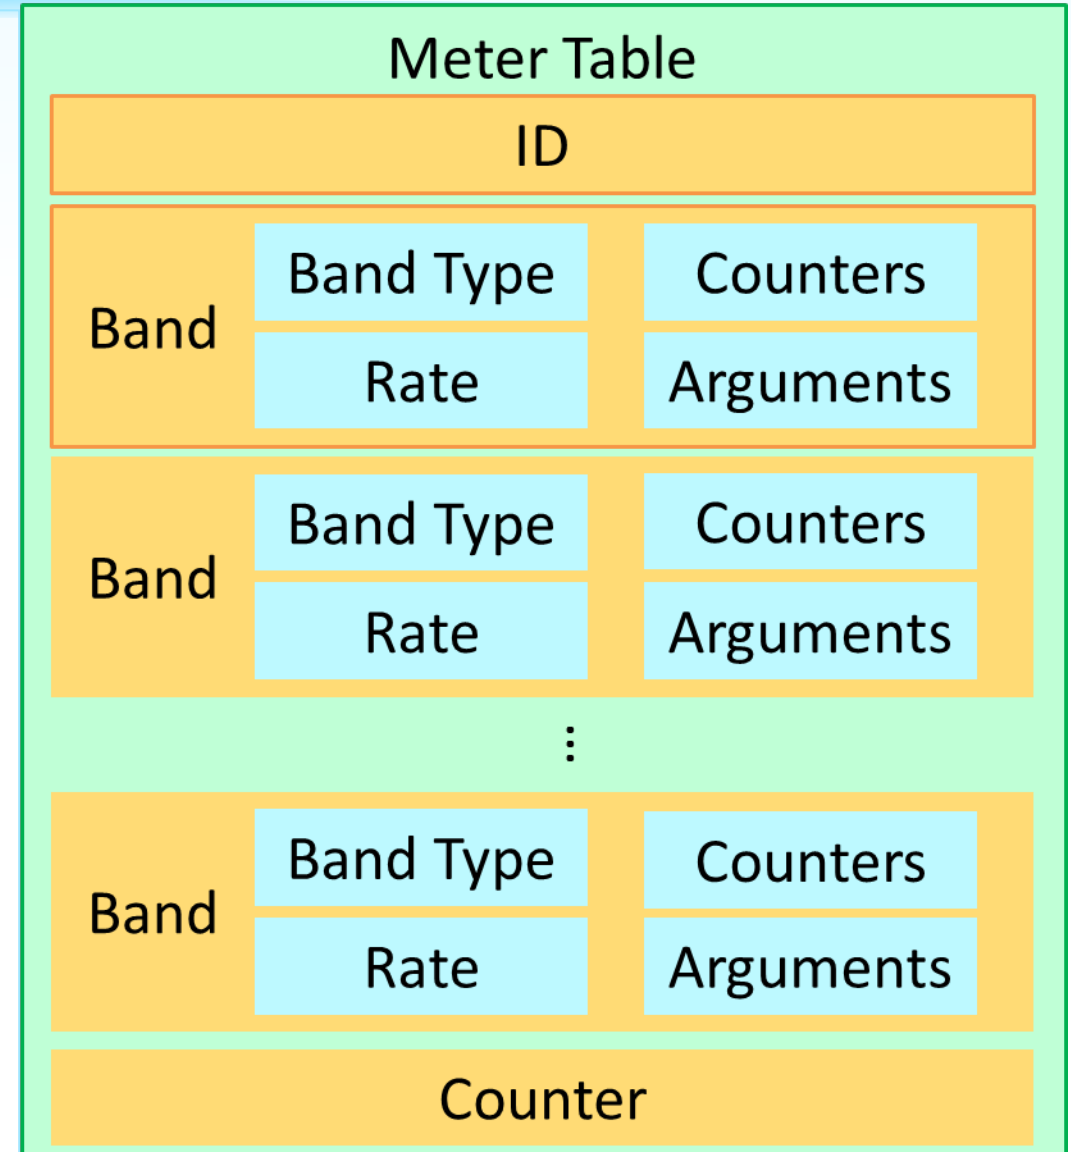 Meter Table
ID
Band
Band Type
Counters
Rate
Arguments
Band
Band Type
Counters
Rate
Arguments
⋮
Band
Band Type
Counters
Rate
Arguments
Counter